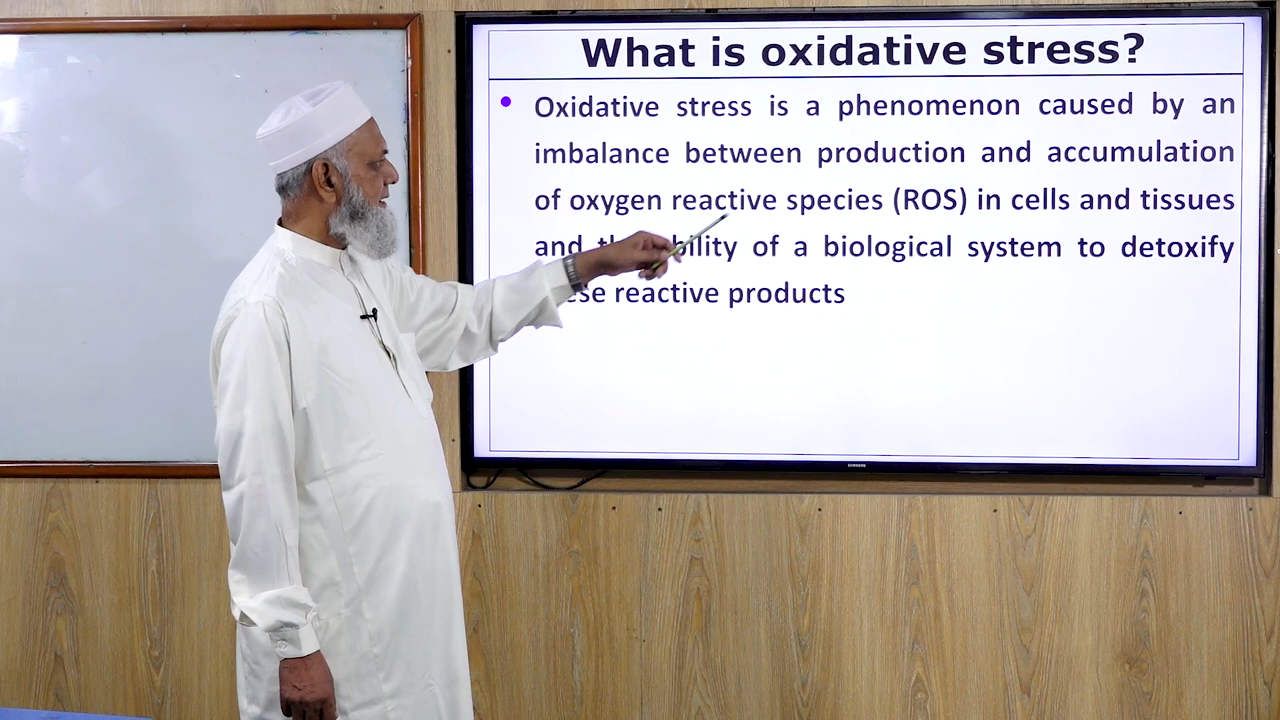 What is oxidative stress?
• Oxidative stress is a phenomenon caused by an
imbalance between production and accumulation
of oxygen reactive species (ROS) in cells and tissues
and of a biological system to detoxify
reactive products
SAMSUNG